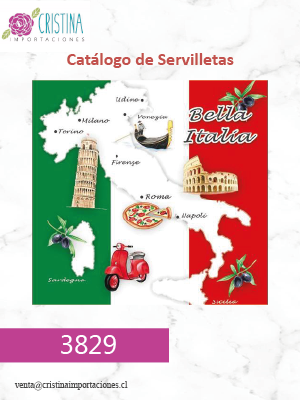 CRISTINA
IMPORTACIONES
Catálogo de Servilletas
Udine
Milano
Venezia
Torino
Bella
Italia
Firense
Roma
Napoli
Sardegna
Sicilia
3829
venta@cristinaimportaciones.cl